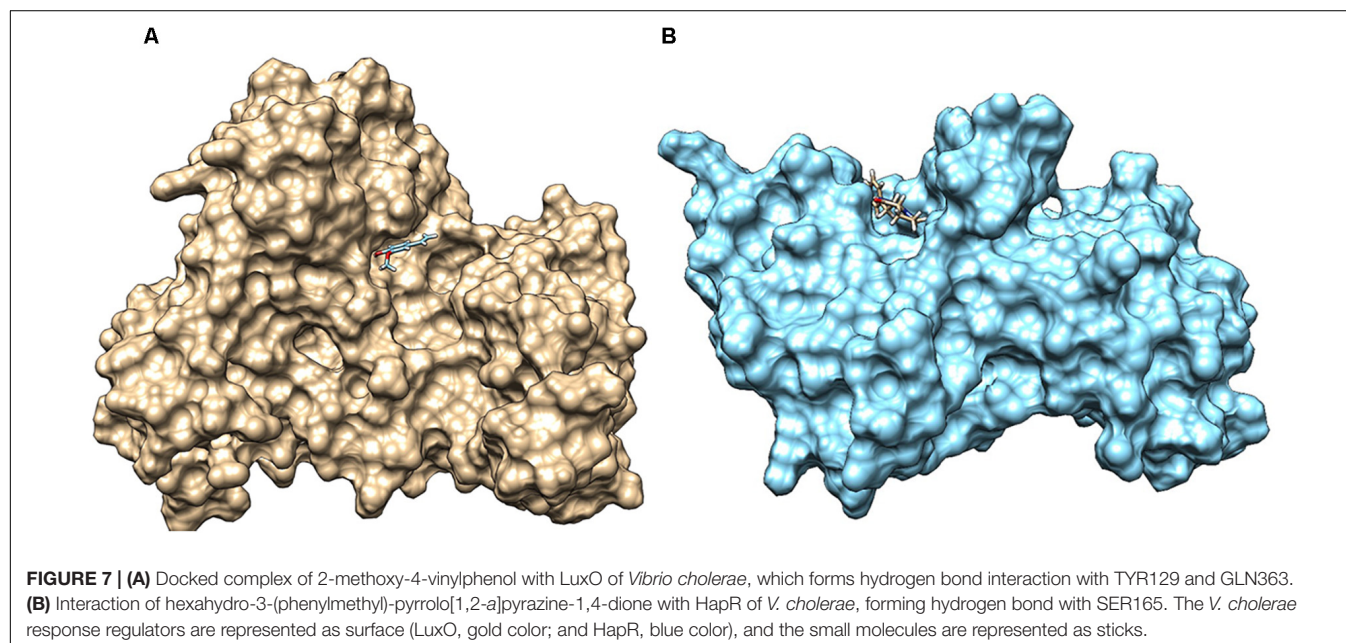 A
B
FIGURE 7 | (A) Docked complex of 2-methoxy-4-vinylphenol with LuxO of Vibrio cholerae, which forms hydrogen bond interaction with TYR129 and GLN363.
(B) Interaction of hexahydro-3-(phenylmethyl)-pyrrolo[1,2-a]pyrazine-1,4-dione with HapR of V. cholerae, forming hydrogen bond with SER165. The V. cholerae
response regulators are represented as surface (LuxO, gold color; and HapR, blue color), and the small molecules are represented as sticks.